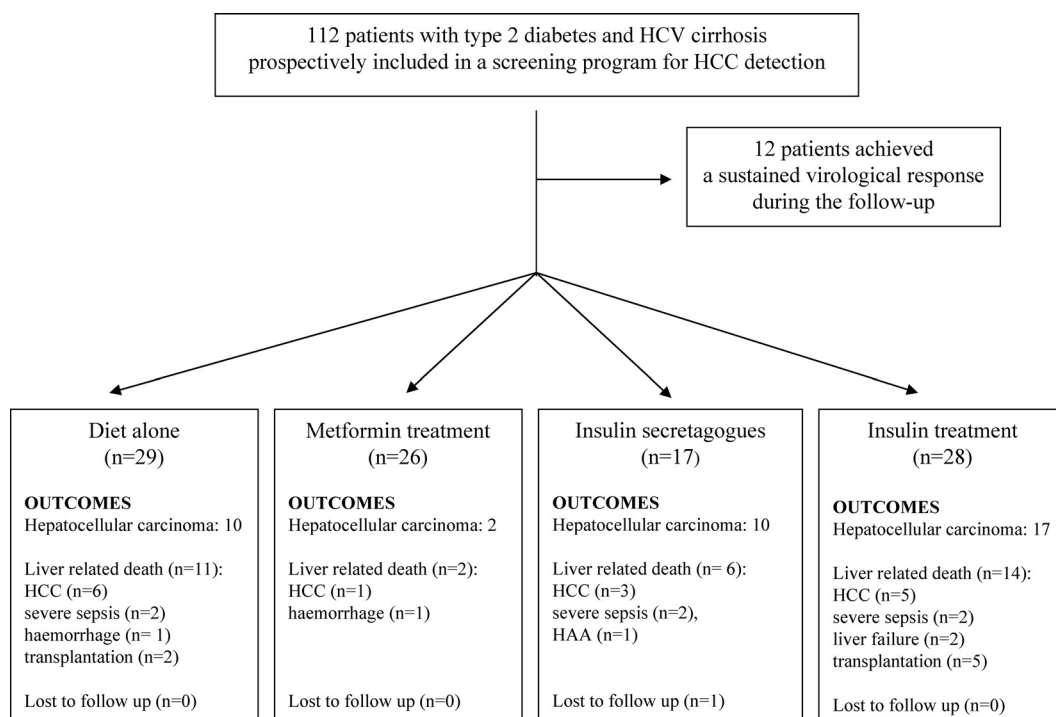 112 patients with type 2 diabetes and HCV cirrhosis
prospectively included in a screening program for HCC detection
12 patients achieved
a sustained virological response
during the follow-up
Diet alone
(n=29)
OUTCOMES
Hepatocellular carcinoma: 10
Liver related death (n=11):
HCC (n=6)
severe sepsis (n=2)
haemorrhage (n= 1)
transplantation (n=2)
Lost to follow up (n=0)
Metformin treatment
(n=26)
OUTCOMES
Hepatocellular carcinoma: 2
Liver related death (n=2):
HCC (n=1)
haemorrhage (n=1)
Lost to follow up (n=0)
Insulin secretagogues
(n=17)
OUTCOMES
Hepatocellular carcinoma: 10
Liver related death (n= 6):
HCC (n=3)
severe sepsis (n=2),
HAA (n=1)
Lost to follow up (n=1)
Insulin treatment
(n=28)
OUTCOMES
Hepatocellular carcinoma: 17
Liver related death (n=14):
HCC (n=5)
severe sepsis (n=2)
liver failure (n=2)
transplantation (n=5)
Lost to follow up (n=0)